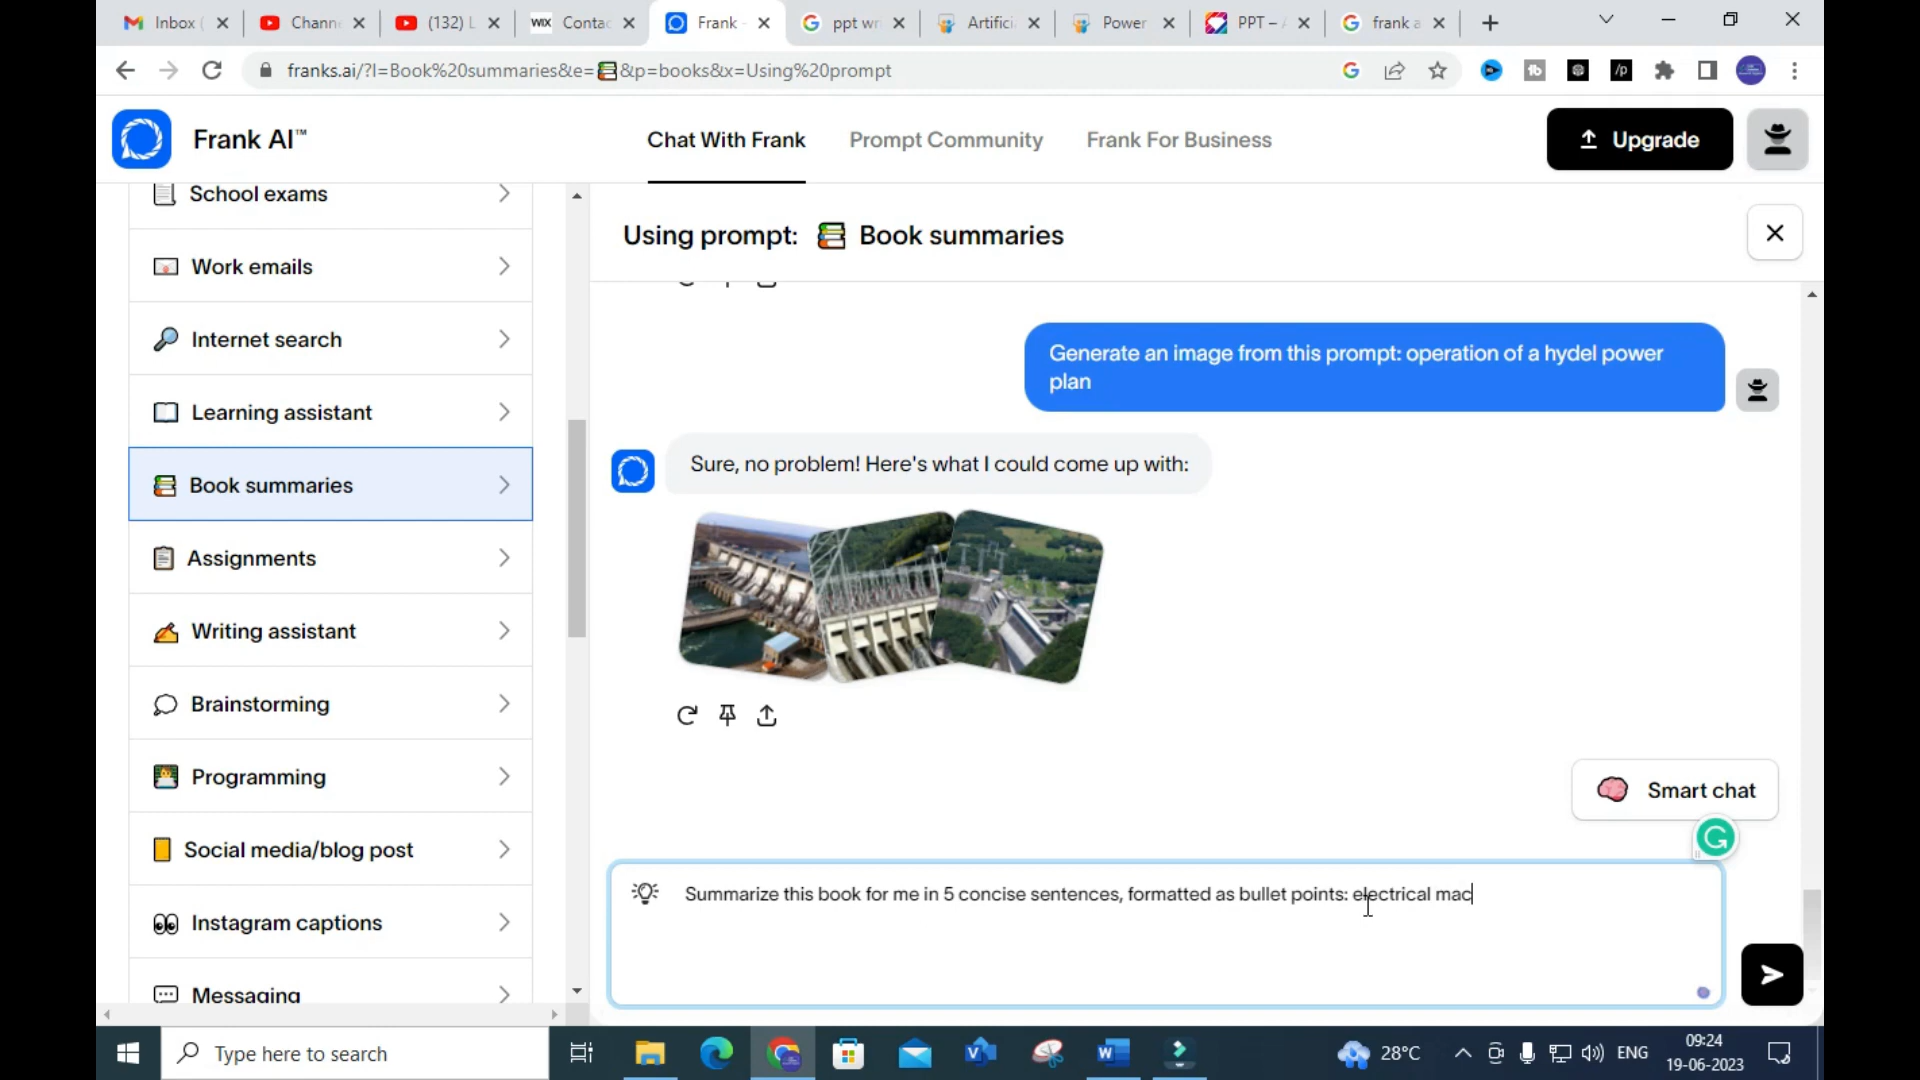 Inbox (
Chann
(132) L
WIX Contac
Frank -
ppt wr
Artifici
Power
PPT – A
frank a
franks.ai/?l=Book%20summaries&e=📚&p=books&x=Using%20prompt
Frank AI™
Chat With Frank
Prompt Community
Frank For Business
Upgrade
School exams
Work emails
Internet search
Learning assistant
Book summaries
Assignments
Writing assistant
Brainstorming
Programming
Social media/blog post
Instagram captions
Messaging
Using prompt: 📚 Book summaries
Generate an image from this prompt: operation of a hydel power
plan
Sure, no problem! Here's what I could come up with:
Smart chat
Summarize this book for me in 5 concise sentences, formatted as bullet points: electrical mac
Type here to search
28°C
ENG
09:24
19-06-2023